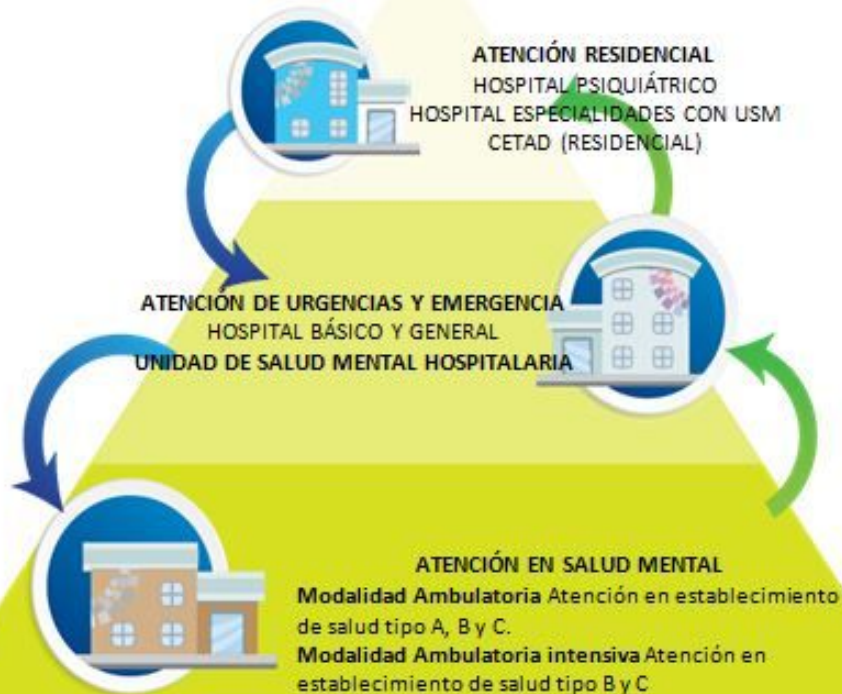 ATENCIÓN RESIDENCIAL
HOSPITAL PSIQUIÁTRICO
HOSPITAL ESPECIALIDADES CON USM
CETAD (RESIDENCIAL)
ATENCIÓN DE URGENCIAS Y EMERGENCIA
HOSPITAL BÁSICO Y GENERAL
UNIDAD DE SALUD MENTAL HOSPITALARIA
ATENCIÓN EN SALUD MENTAL
Modalidad Ambulatoria Atención en establecimiento
de salud tipo A, B y C.
Modalidad Ambulatoria intensiva Atención en
establecimiento de salud tipo B y C